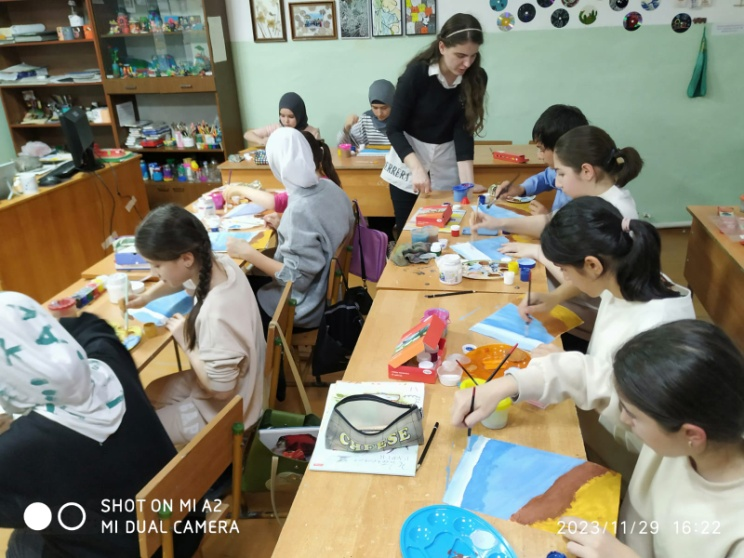 CHEESE
SHOT ON MI A2
MI DUAL CAMERA
2023/11/29 16:22